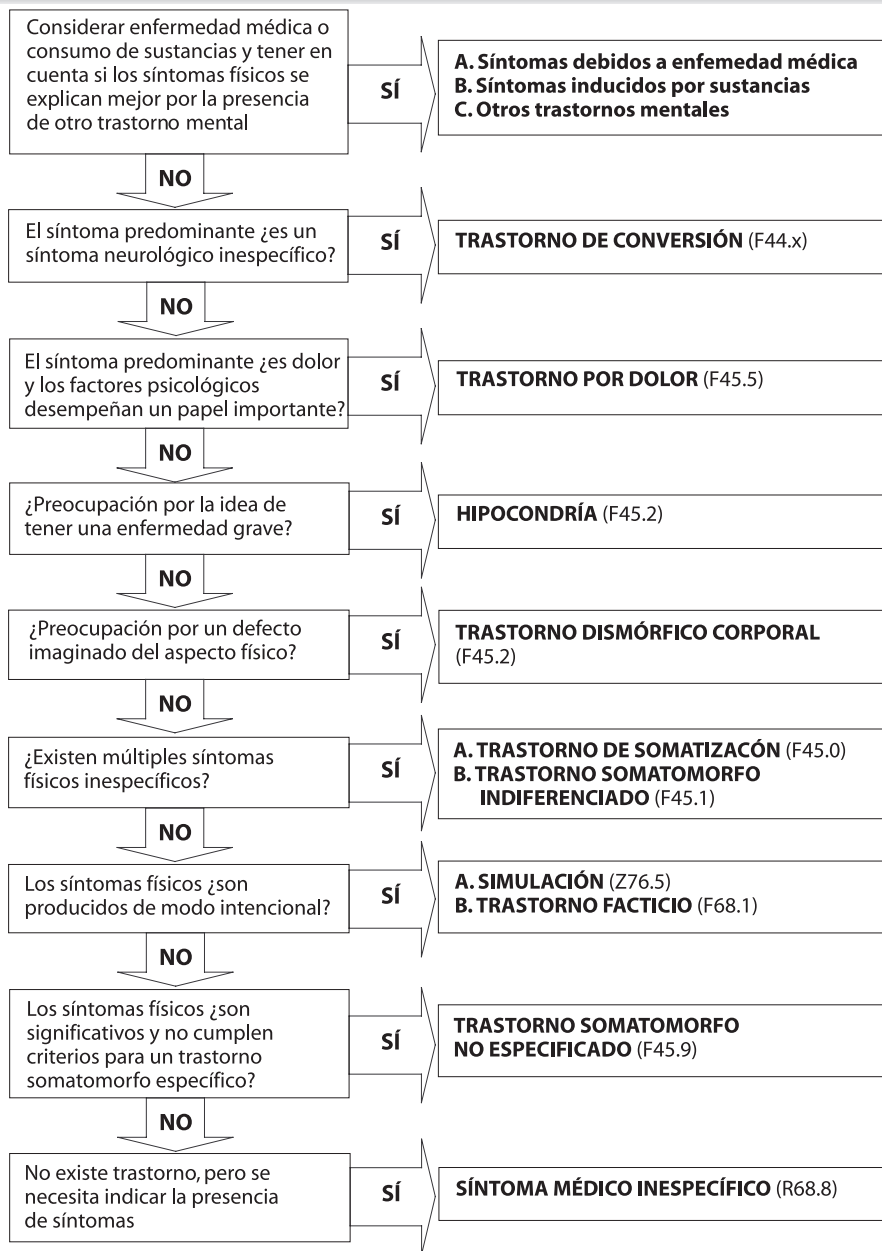 Considerar enfermedad médica o
consumo de sustancias y tener en
cuenta si los síntomas físicos se
explican mejor por la presencia
de otro trastorno mental
SÍ
A. Síntomas debidos a enfemedad médica
B. Síntomas inducidos por sustancias
C. Otros trastornos mentales
NO
El síntoma predominante ¿es un
síntoma neurológico inespecífico?
SÍ
TRASTORNO DE CONVERSIÓN (F44.x)
NO
El síntoma predominante ¿es dolor
y los factores psicológicos
desempeñan un papel importante?
SÍ
TRASTORNO POR DOLOR (F45.5)
NO
¿Preocupación por la idea de
tener una enfermedad grave?
SÍ
HIPOCONDRÍA (F45.2)
NO
¿Preocupación por un defecto
imaginado del aspecto físico?
SÍ
TRASTORNO DISMÓRFICO CORPORAL
(F45.2)
NO
¿Existen múltiples síntomas
físicos inespecíficos?
SÍ
A. TRASTORNO DE SOMATIZACÓN (F45.0)
B. TRASTORNO SOMATOMORFO
INDIFERENCIADO (F45.1)
NO
Los síntomas físicos ¿son
producidos de modo intencional?
SÍ
A. SIMULACIÓN (Z76.5)
B. TRASTORNO FACTICIO (F68.1)
NO
Los síntomas físicos ¿son
significativos y no cumplen
criterios para un trastorno
somatomorfo específico?
SÍ
TRASTORNO SOMATOMORFO
NO ESPECIFICADO (F45.9)
NO
No existe trastorno, pero se
necesita indicar la presencia
de síntomas
SÍ
SÍNTOMA MÉDICO INESPECÍFICO (R68.8)